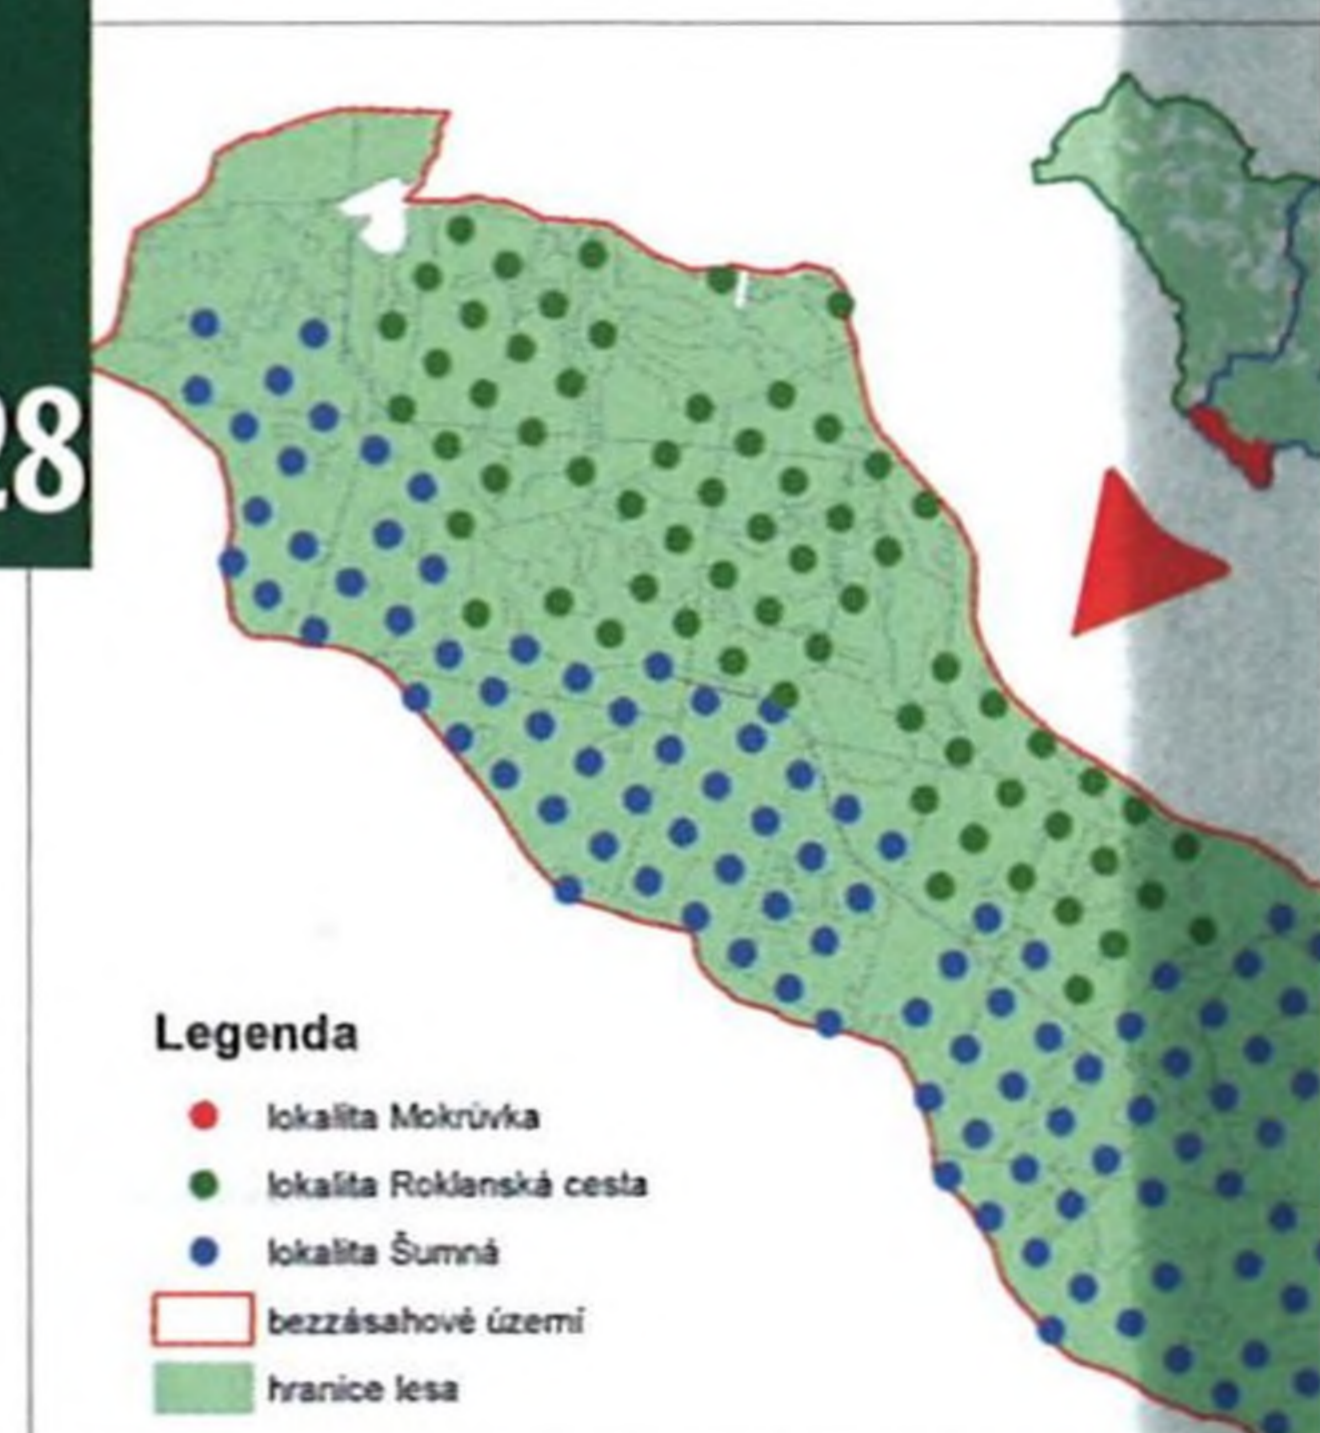 28
Legenda
lokalita Mokrůvka
lokalita Roklanská cesta
lokalita Šumná
bezzásahové území
hranice lesa